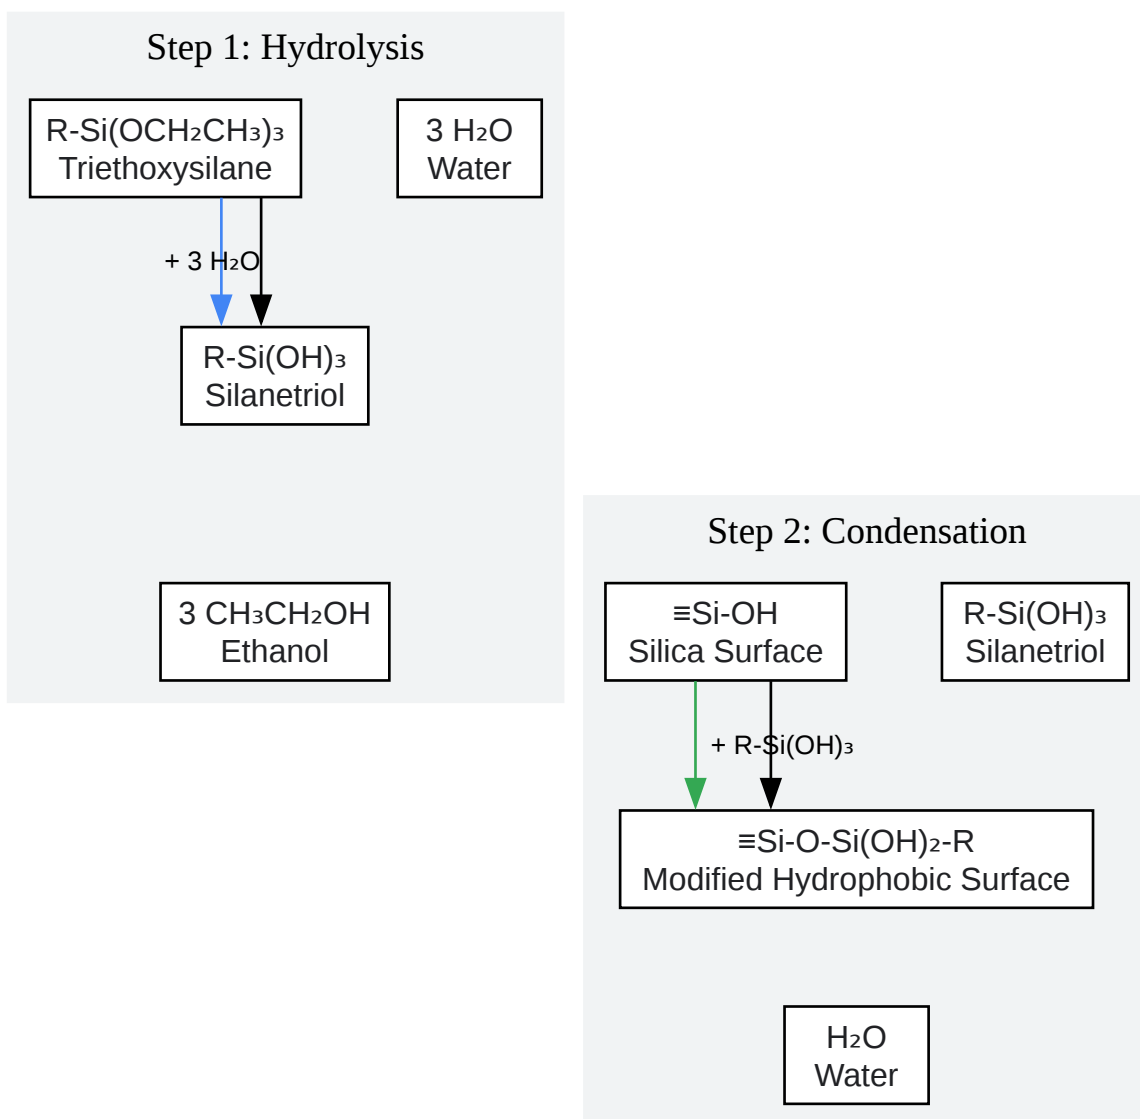 Step 1: Hydrolysis
R-Si(OCH₂CH₃)₃
Triethoxysilane
3 H₂O
Water
+ 3 H₂O
R-Si(OH)₃
Silanetriol
3 CH₃CH₂OH
Ethanol
Step 2: Condensation
≡Si-OH
Silica Surface
R-Si(OH)₃
Silanetriol
+ R-Si(OH)₃
≡Si-O-Si(OH)₂-R
Modified Hydrophobic Surface
H₂O
Water